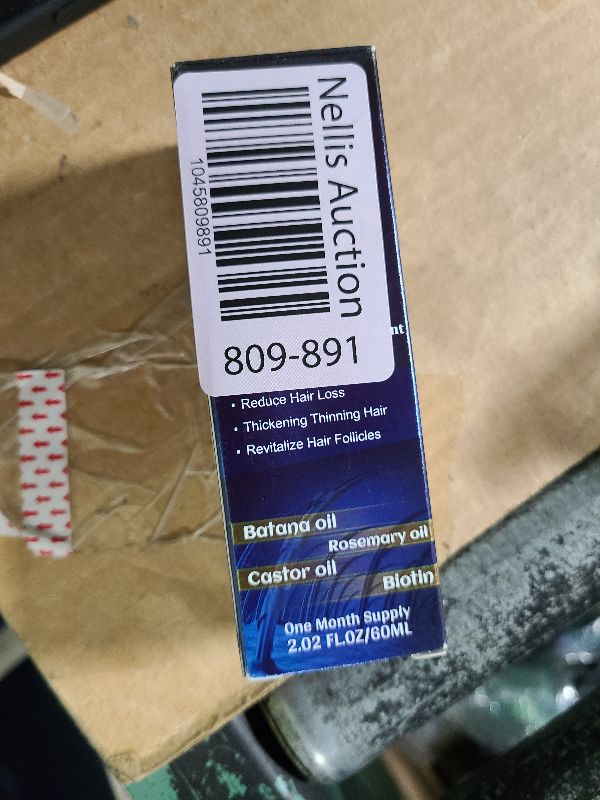 Nellis Auction
1045809891
809-891
nt
• Reduce Hair Loss
• Thickening Thinning Hair
• Revitalize Hair Follicles
Batana oil
Rosemary oil
Castor oil
Biotin
One Month Supply
2.02 FL.OZ/60ML